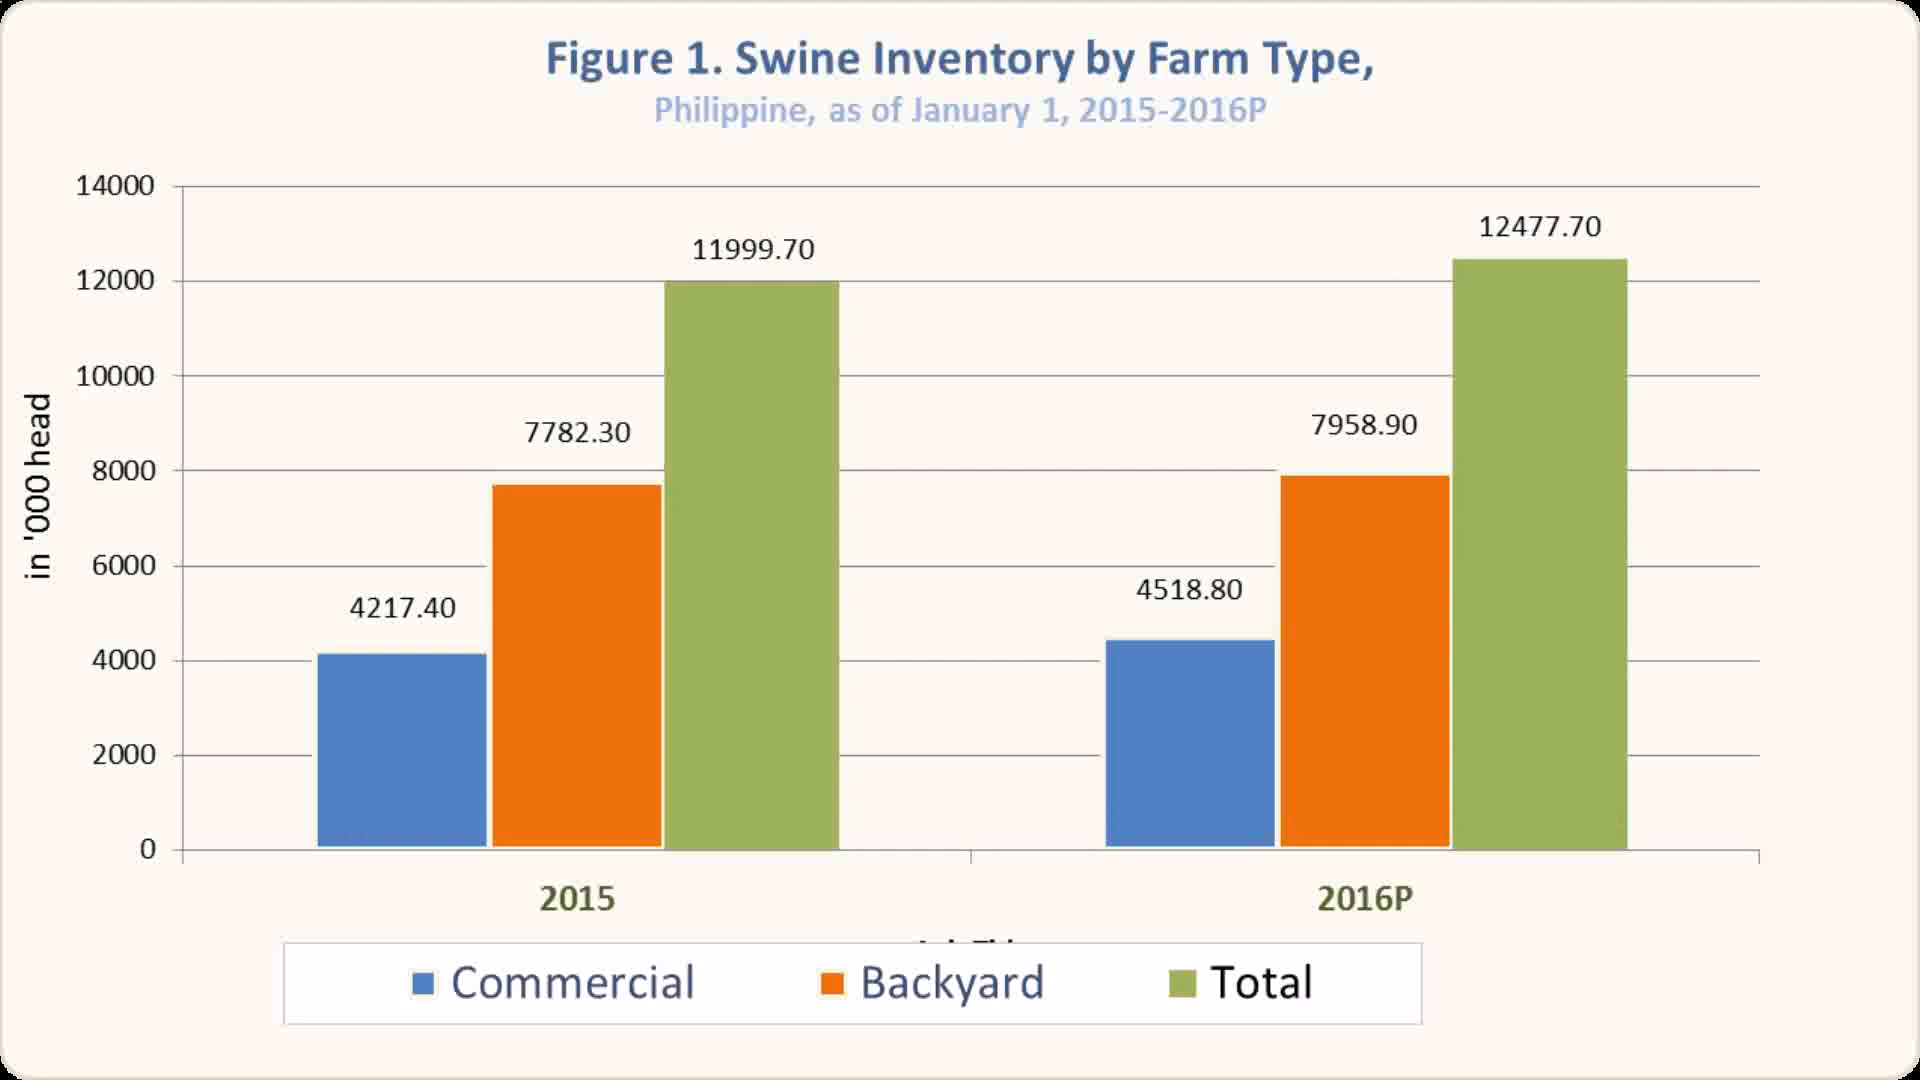 Figure 1. Swine Inventory by Farm Type,
Philippine, as of January 1, 2015-2016P
in '000 head
14000
12000
10000
8000
6000
4000
2000
0
4217.40
7782.30
11999.70
4518.80
7958.90
12477.70
2015
2016P
Commercial
Backyard
Total